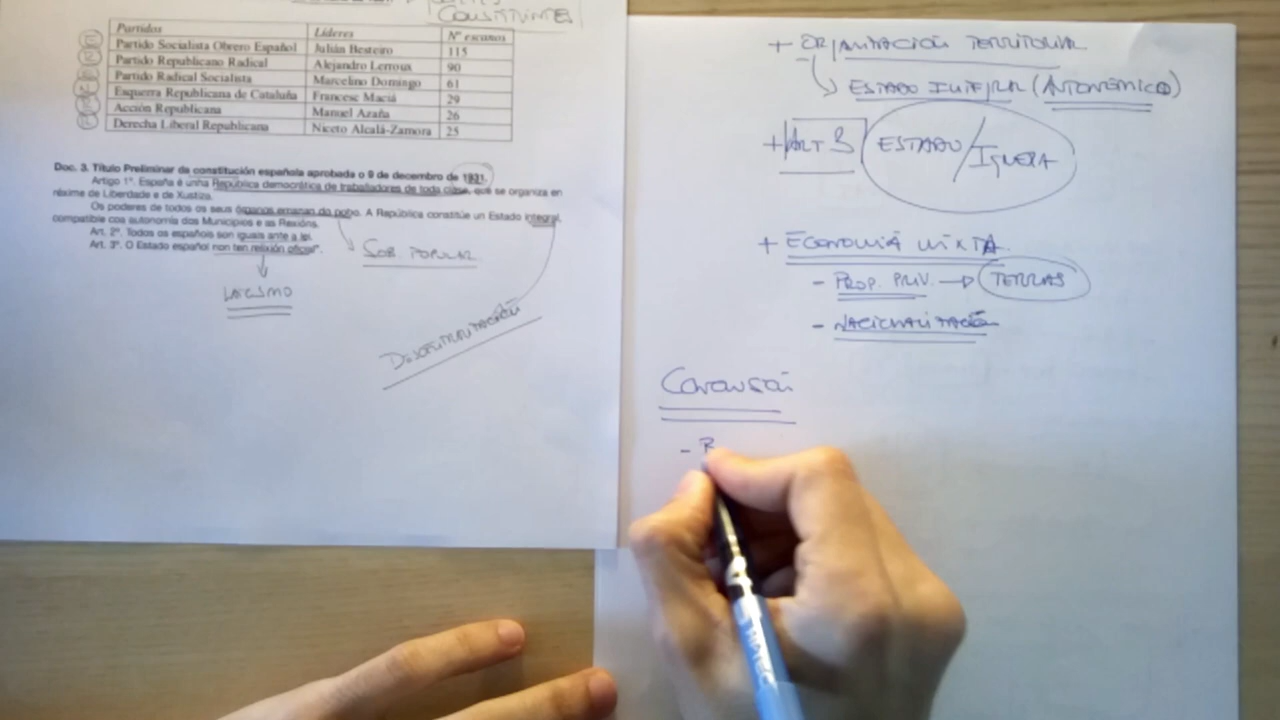 CONSTITUINTES
Partidos Líderes Nº escanos
Partido Socialista Obrero Español Julián Besteiro 115
Partido Republicano Radical Alejandro Lerroux 90
Partido Radical Socialista Marcelino Domingo 61
Esquerra Republicana de Cataluña Francesc Maciá 29
Acción Republicana Manuel Azaña 26
Derecha Liberal Republicana Niceto Alcalá-Zamora 25
Doc. 3. Título Preliminar da constitución española aprobada o 9 de decembro de 1931.
Artigo 1º. España é unha República democrática de traballadores de toda clase, que se organiza en
réxime de Liberdade e de Xustiza.
Os poderes de todos os seus órganos emanan do pobo. A República constitúe un Estado integral,
compatible coa autonomía dos Municipios e as Rexións.
Art. 2º. Todos os españois son iguais ante a lei.
Art. 3º. O Estado español non ten relixión oficial".
SOB. POPULAR
LAICISMO
+ ORGANIZACIÓN TERRITORIAL
ESTADO INTEGRAL (AUTONÓMICO)
+ ART 3 ESTADO/IGREXA
+ ECONOMÍA MIXTA
- PROP. PRIV. → TERRAS
- NACIONALIZACIÓN